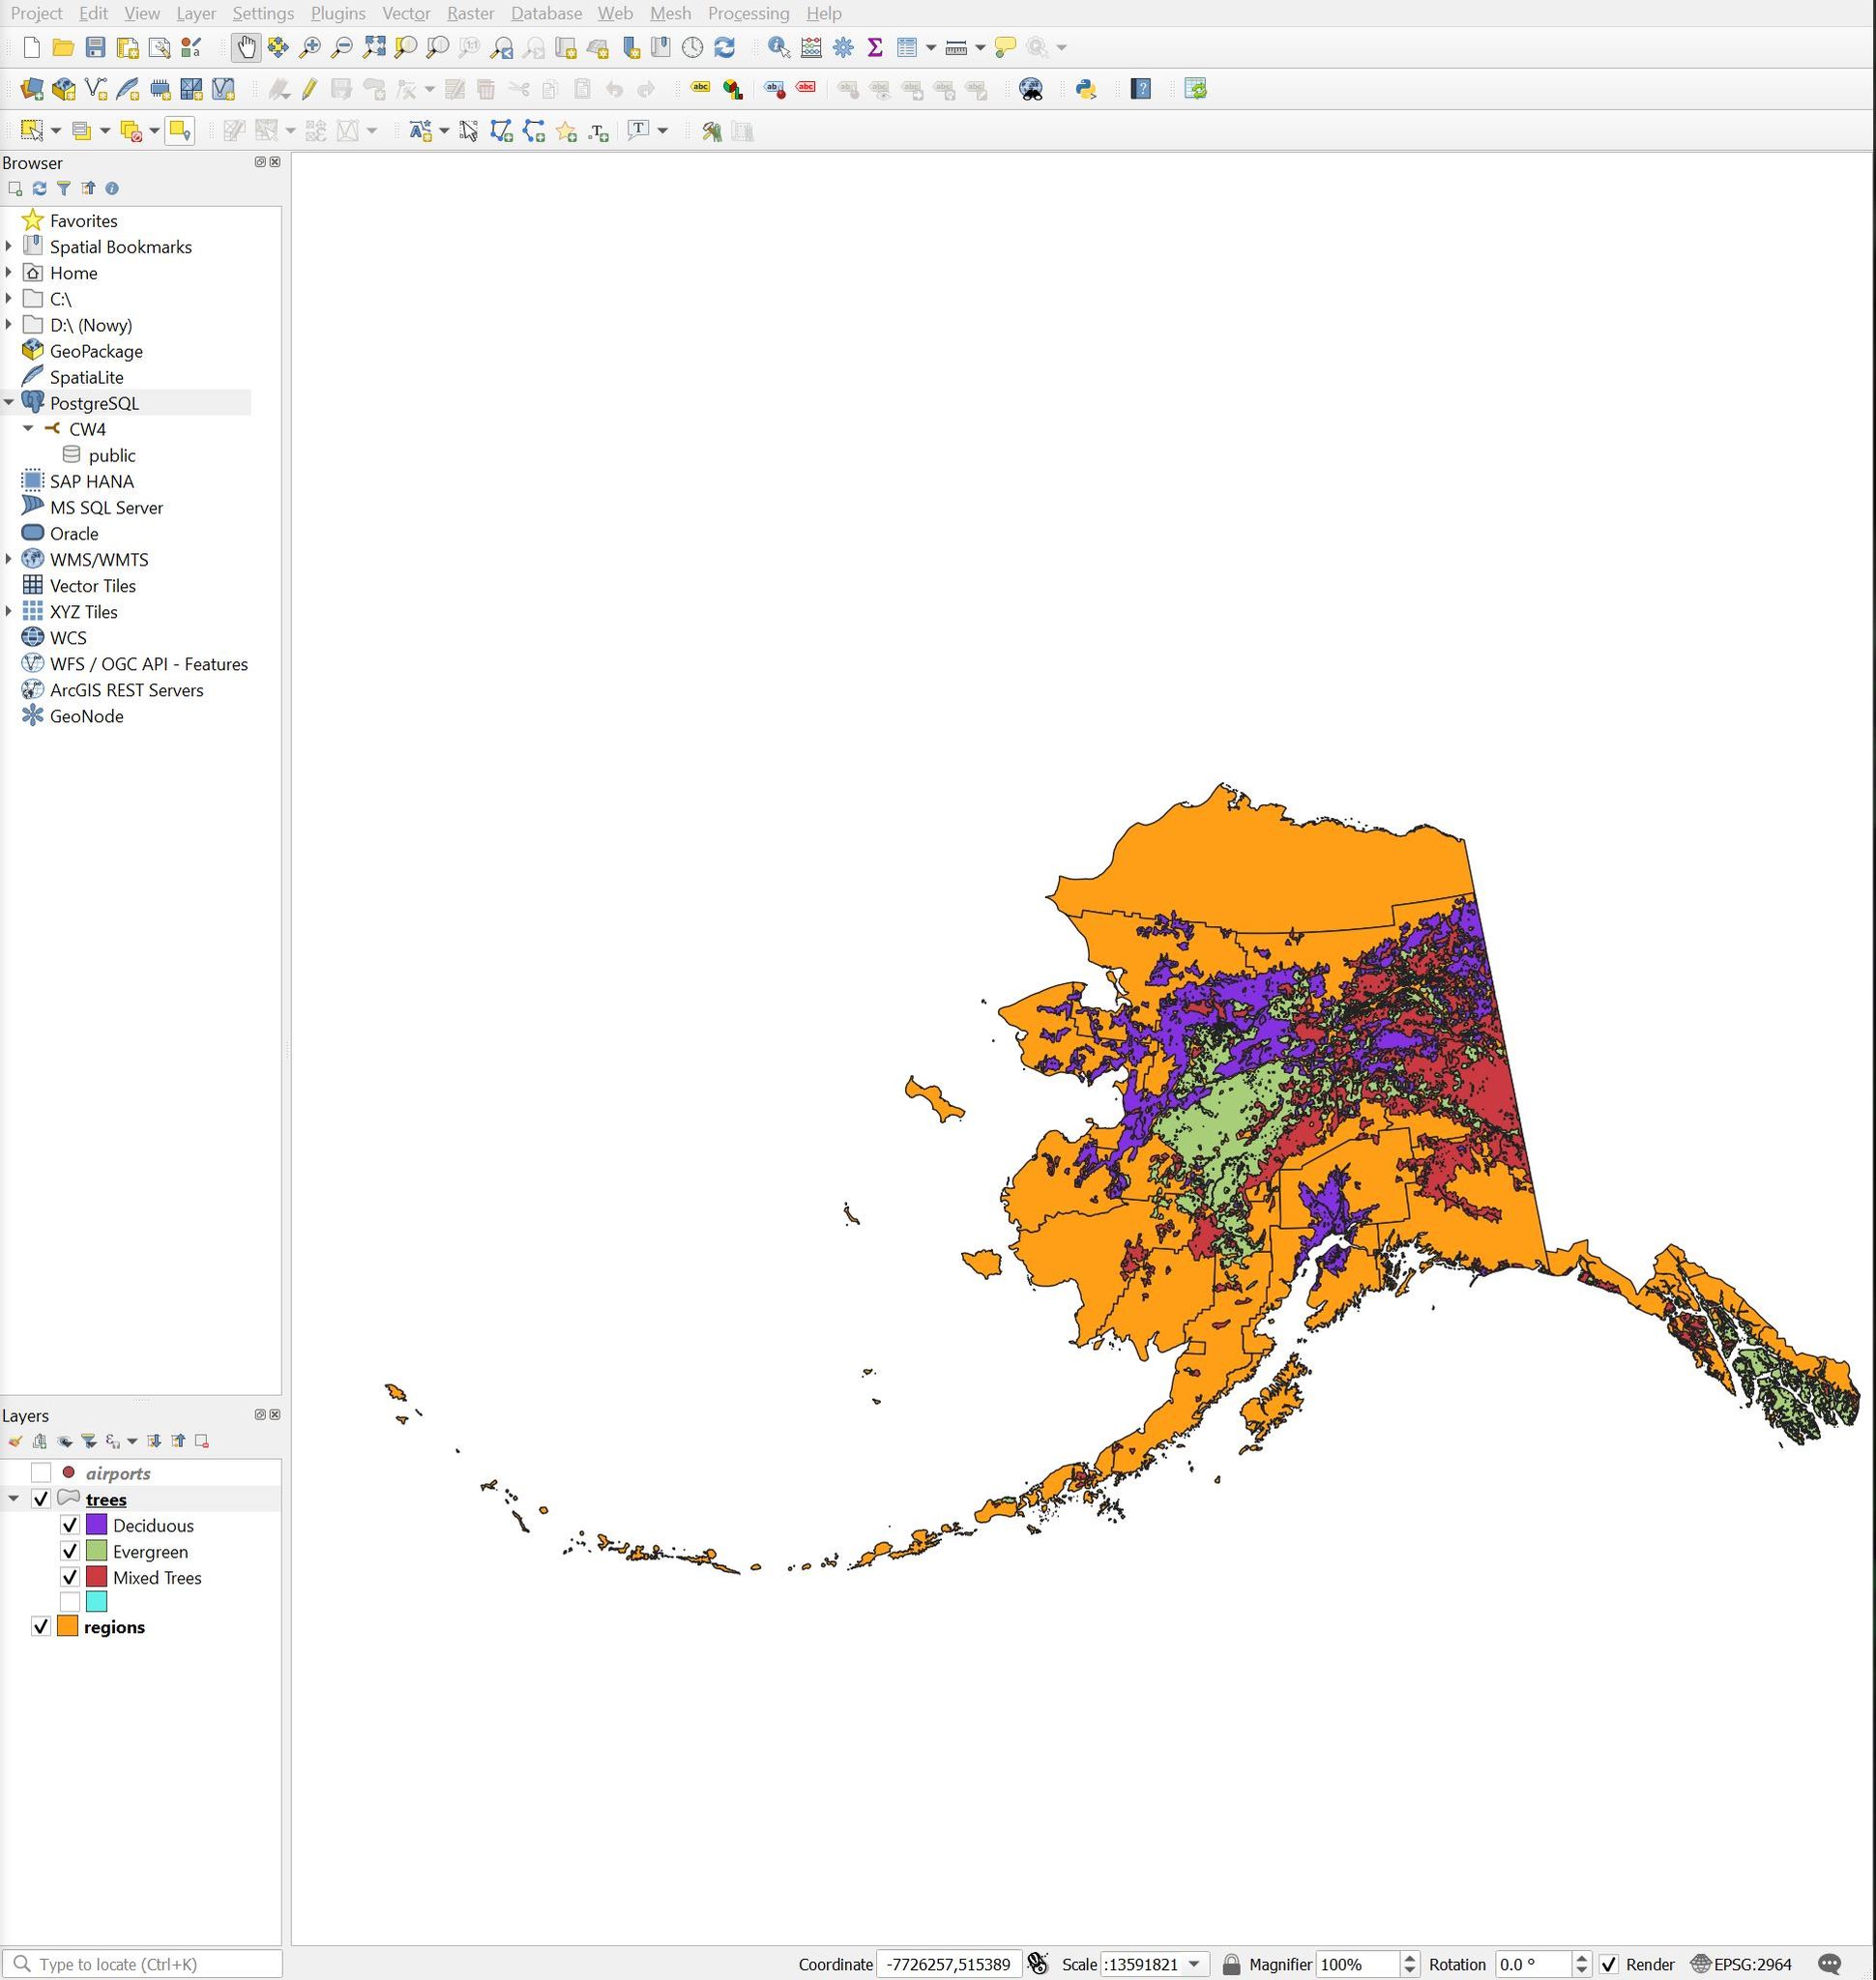 Project Edit View Layer Settings Plugins Vector Raster Database Web Mesh Processing Help
Browser
Favorites
Spatial Bookmarks
Home
C:\
D:\ (Nowy)
GeoPackage
SpatiaLite
PostgreSQL
CW4
public
SAP HANA
MS SQL Server
Oracle
WMS/WMTS
Vector Tiles
XYZ Tiles
WCS
WFS / OGC API - Features
ArcGIS REST Servers
GeoNode
Layers
airports
trees
Deciduous
Evergreen
Mixed Trees
regions
Type to locate (Ctrl+K) Coordinate -7726257,515389 Scale :13591821 Magnifier 100% Rotation 0.0 ° Render EPSG:2964